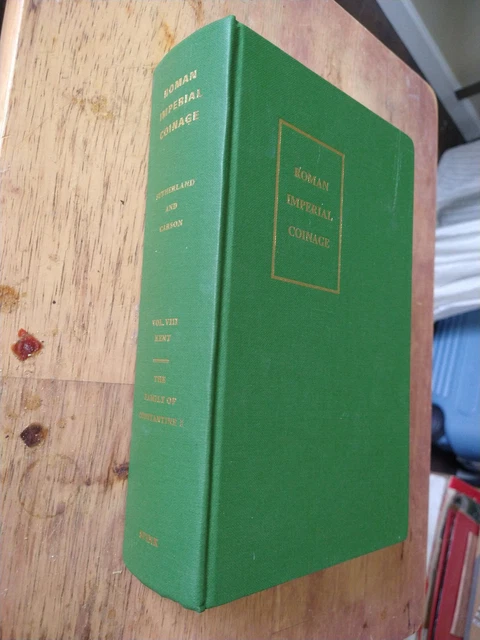 ROMAN
IMPERIAL
COINAGE
SUTHERLAND
AND
CARSON
VOL. VIII
KENT
THE
FAMILY OF
CONSTANTINE I
SPINK
ROMAN
IMPERIAL
COINAGE